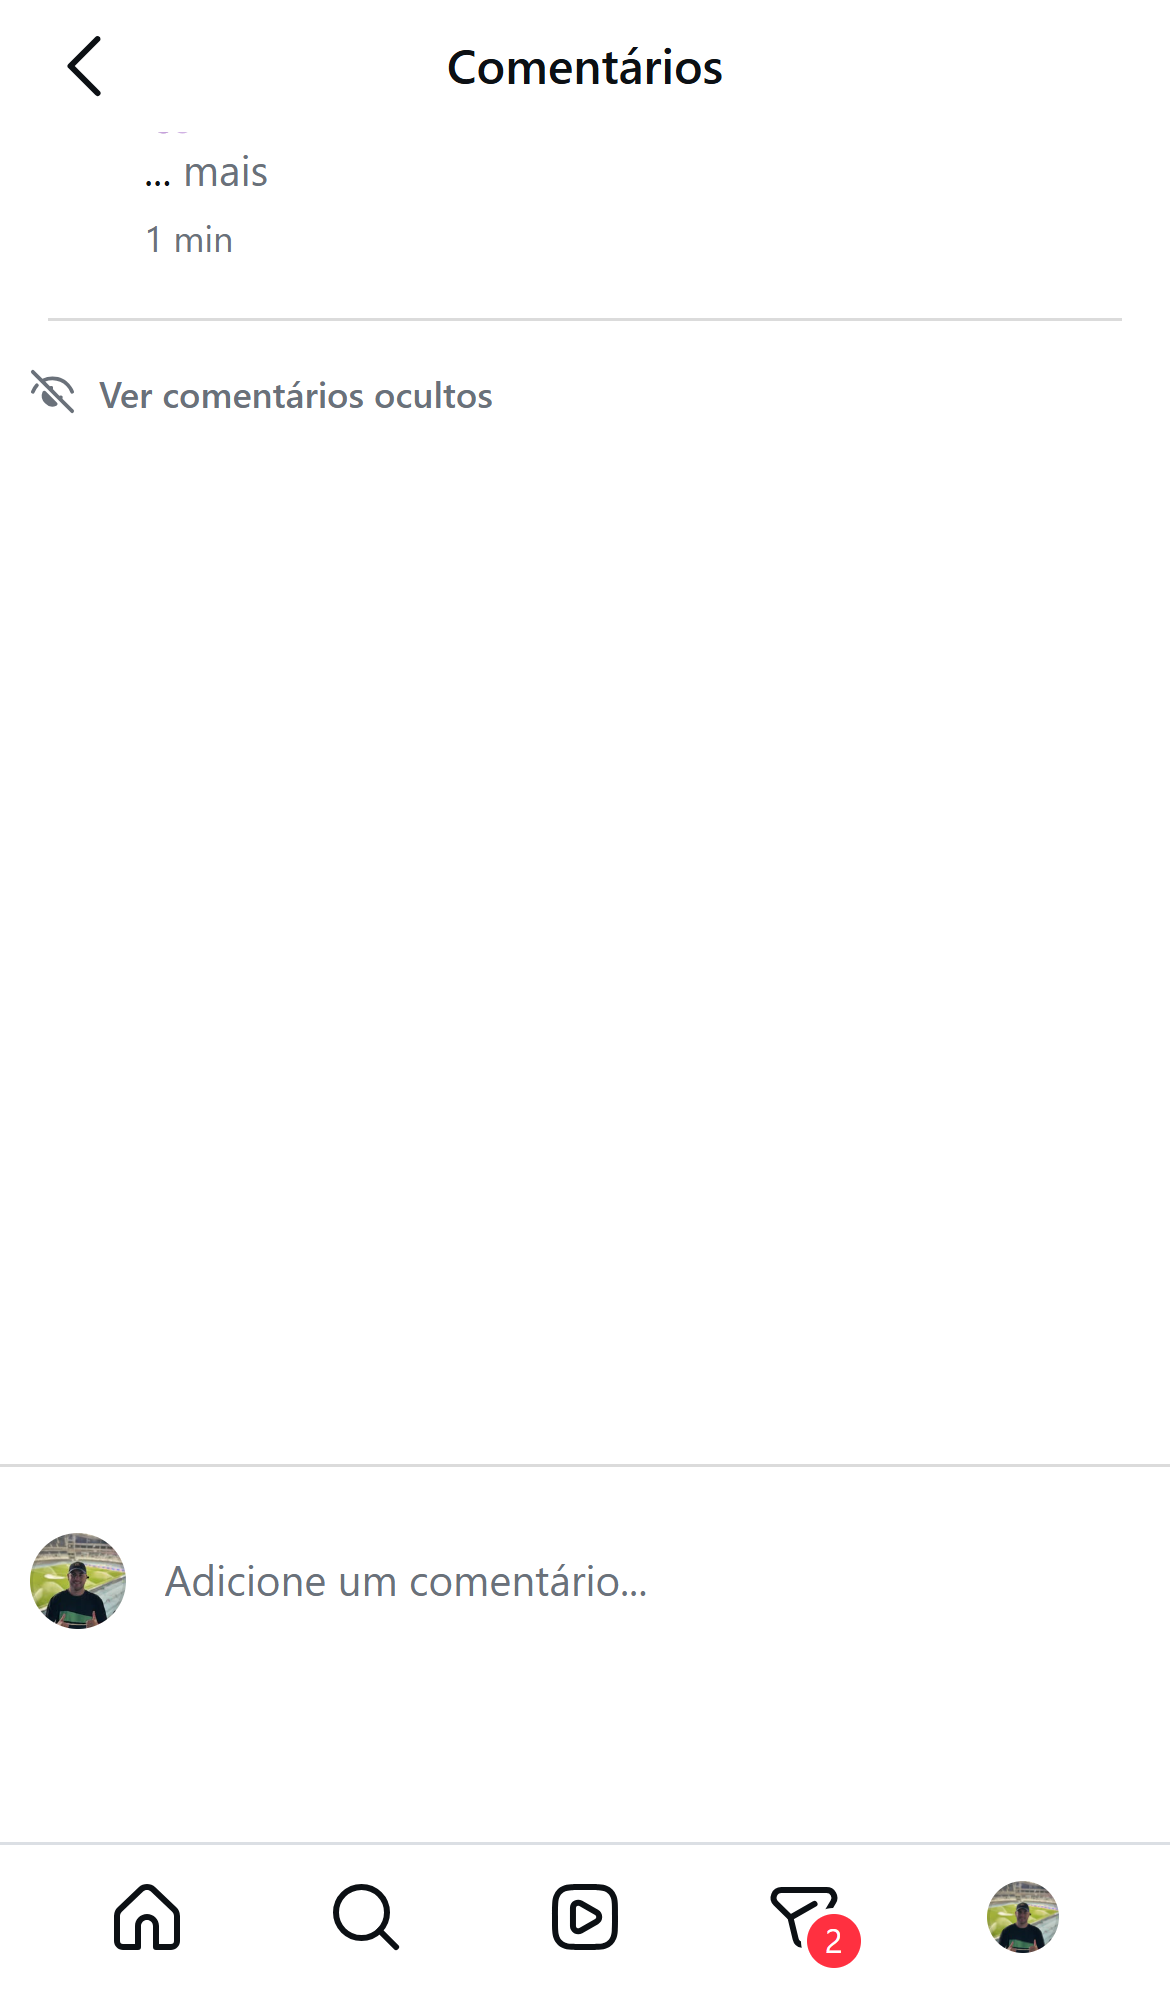 Comentários
... mais
1 min
Ver comentários ocultos
Adicione um comentário...
2